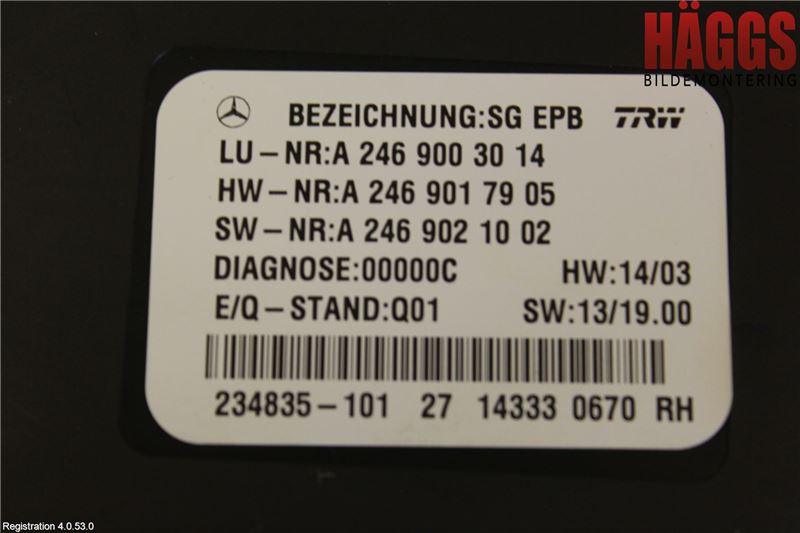 HÄGGS
BILDEMONTERING
BEZEICHNUNG:SG EPB TRW
LU-NR:A 246 900 30 14
HW-NR:A 246 901 79 05
SW-NR:A 246 902 10 02
DIAGNOSE:00000C HW:14/03
E/Q-STAND:Q01 SW:13/19.00
234835-101 27 14333 0670 RH
Registration 4.0.53.0